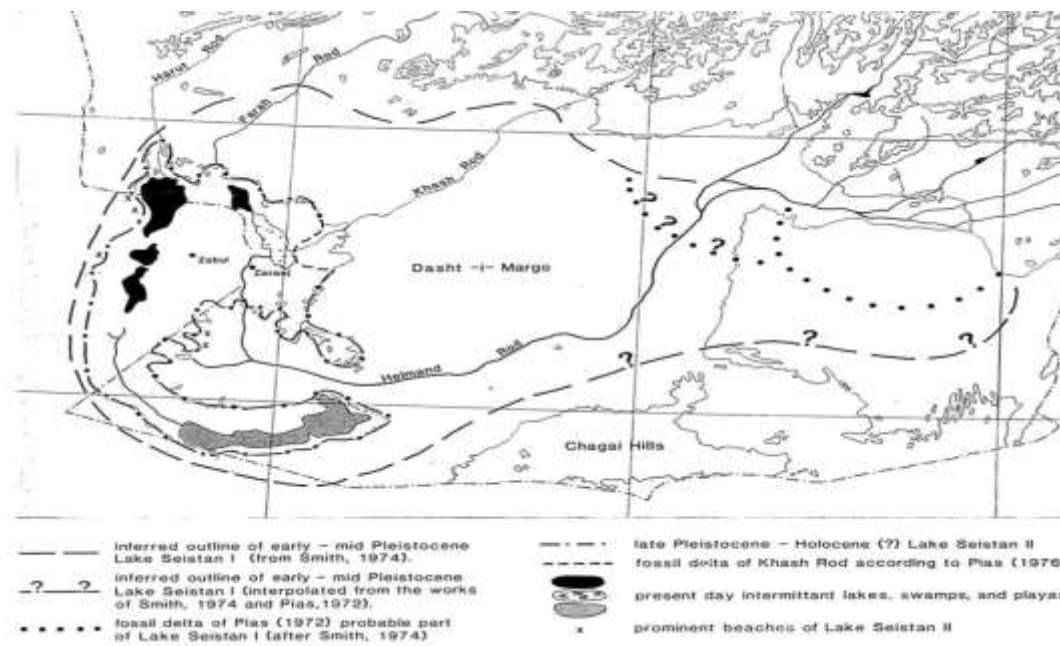 Harut Rod
Farah Rod
Khash Rod
Zabul
Zaranj
Dasht -i- Margo
Helmand Rod
Chagai Hills
? ? ? ? ?
inferred outline of early - mid Pleistocene
Lake Seistan I (from Smith, 1974).
? ?
inferred outline of early - mid Pleistocene
Lake Seistan I (interpolated from the works
of Smith, 1974 and Pias, 1972).
fossil delta of Pias (1972) probable part
of Lake Seistan I (after Smith, 1974)
late Pleistocene - Holocene (?) Lake Seistan II
fossil delta of Khash Rod according to Pias (1976
present day intermittant lakes, swamps, and playas
x prominent beaches of Lake Seistan II